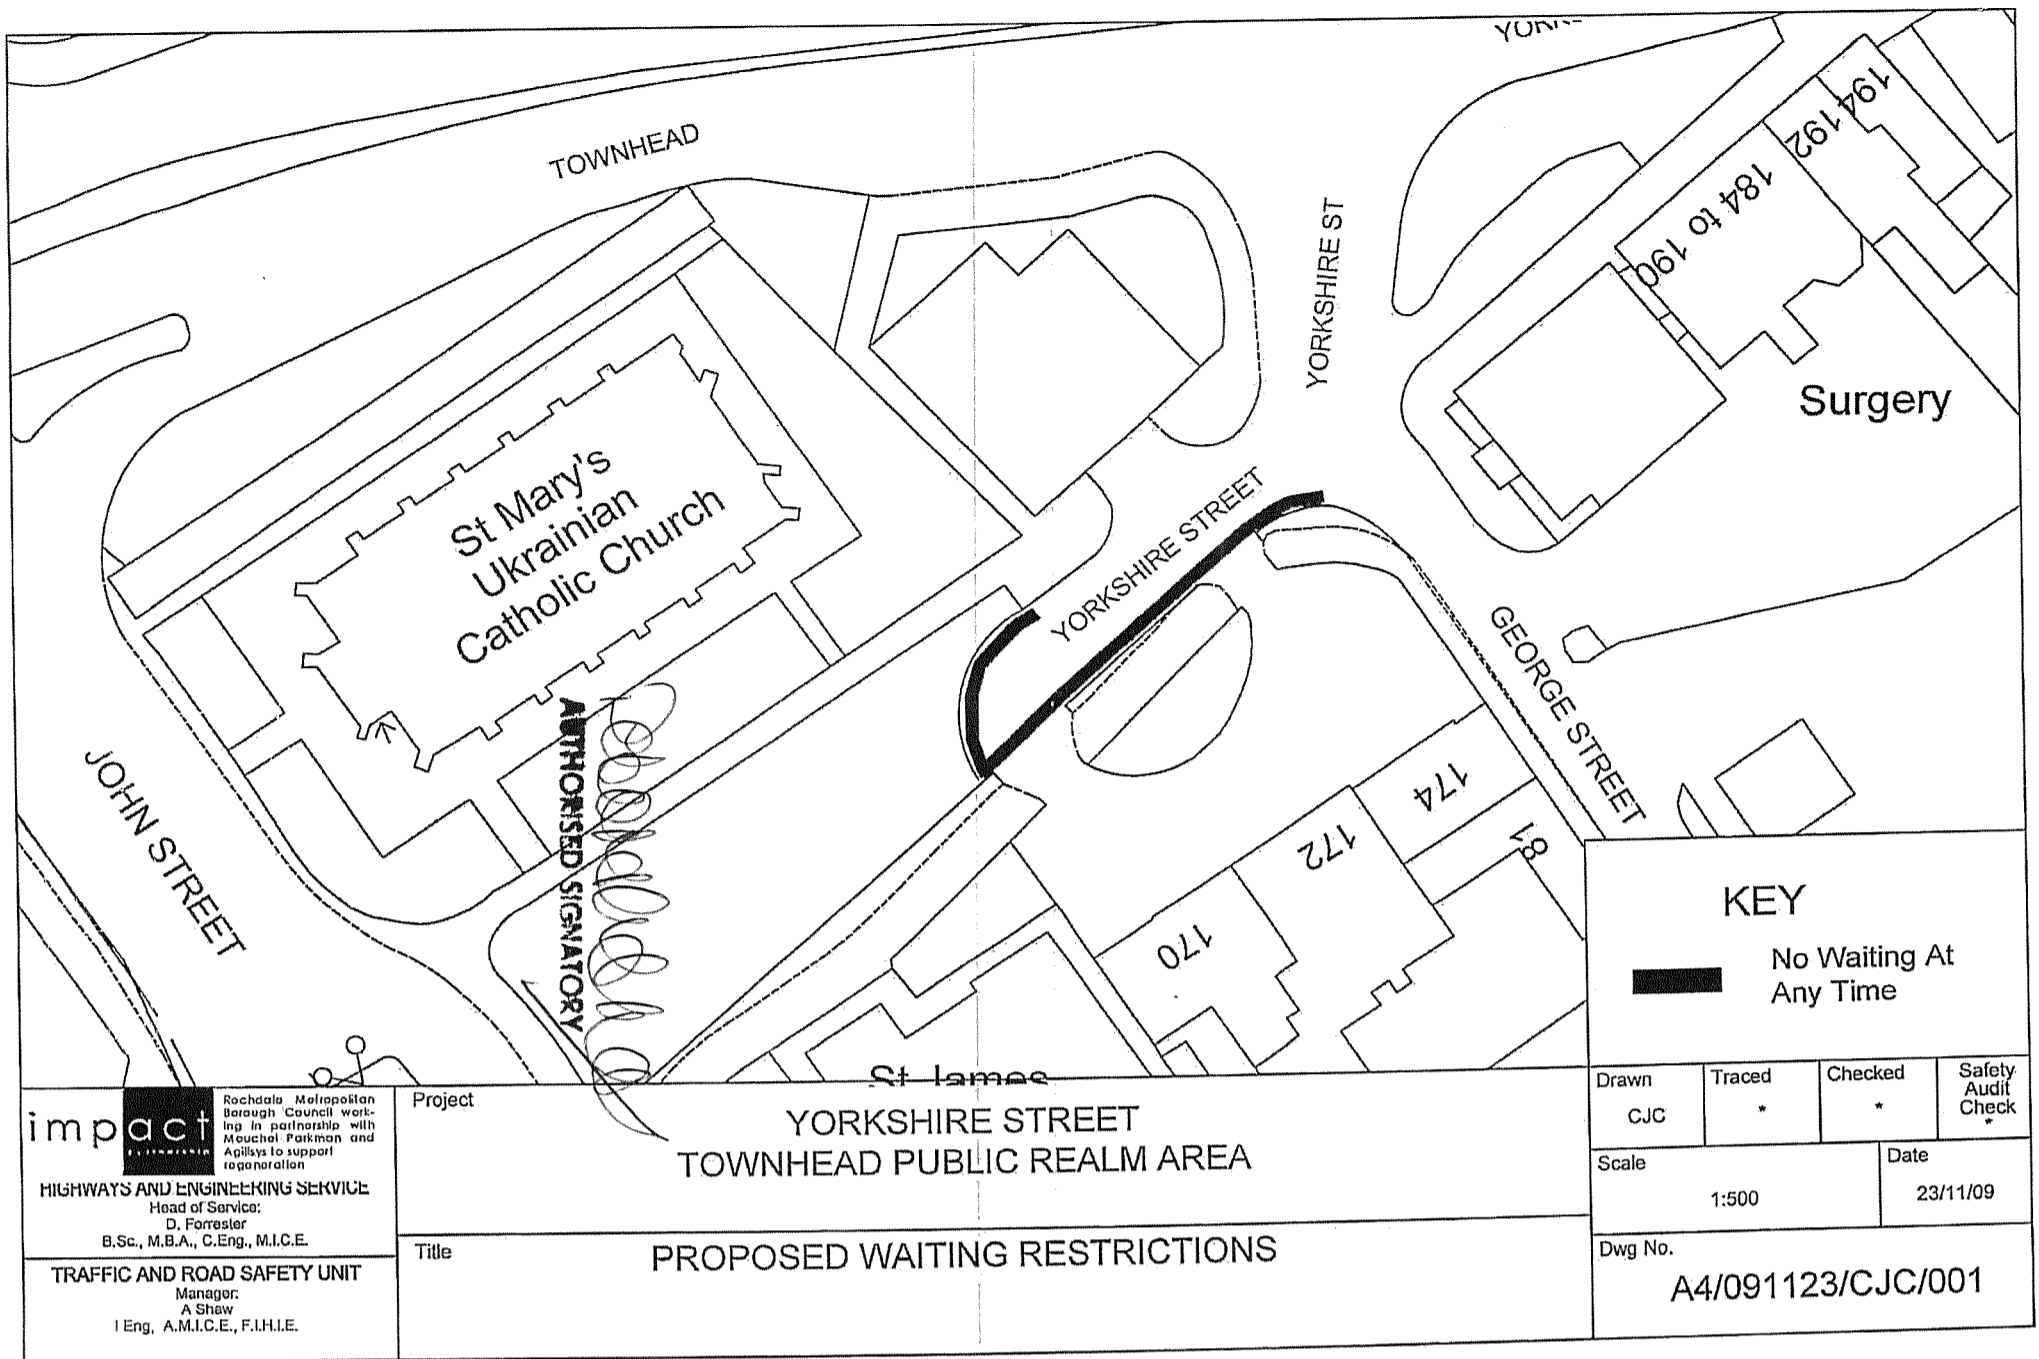 TOWNHEAD
YORKSHIRE ST
194
192
184 to 190
Surgery
St Mary's
Ukrainian
Catholic Church
YORKSHIRE STREET
GEORGE STREET
JOHN STREET
AUTHORISED SIGNATORY
174
172
81
170
St James
KEY
No Waiting At
Any Time
impact
partnership
Rochdale Metropolitan
Borough Council work-
ing in partnership with
Mouchel Parkman and
Agilisys to support
regeneration
HIGHWAYS AND ENGINEERING SERVICE
Head of Service:
D. Forrester
B.Sc., M.B.A., C.Eng., M.I.C.E.
TRAFFIC AND ROAD SAFETY UNIT
Manager:
A Shaw
I Eng, A.M.I.C.E., F.I.H.I.E.
Project
YORKSHIRE STREET
TOWNHEAD PUBLIC REALM AREA
Title
PROPOSED WAITING RESTRICTIONS
Drawn
CJC
Traced
*
Checked
*
Safety
Audit
Check
*
Scale
1:500
Date
23/11/09
Dwg No.
A4/091123/CJC/001